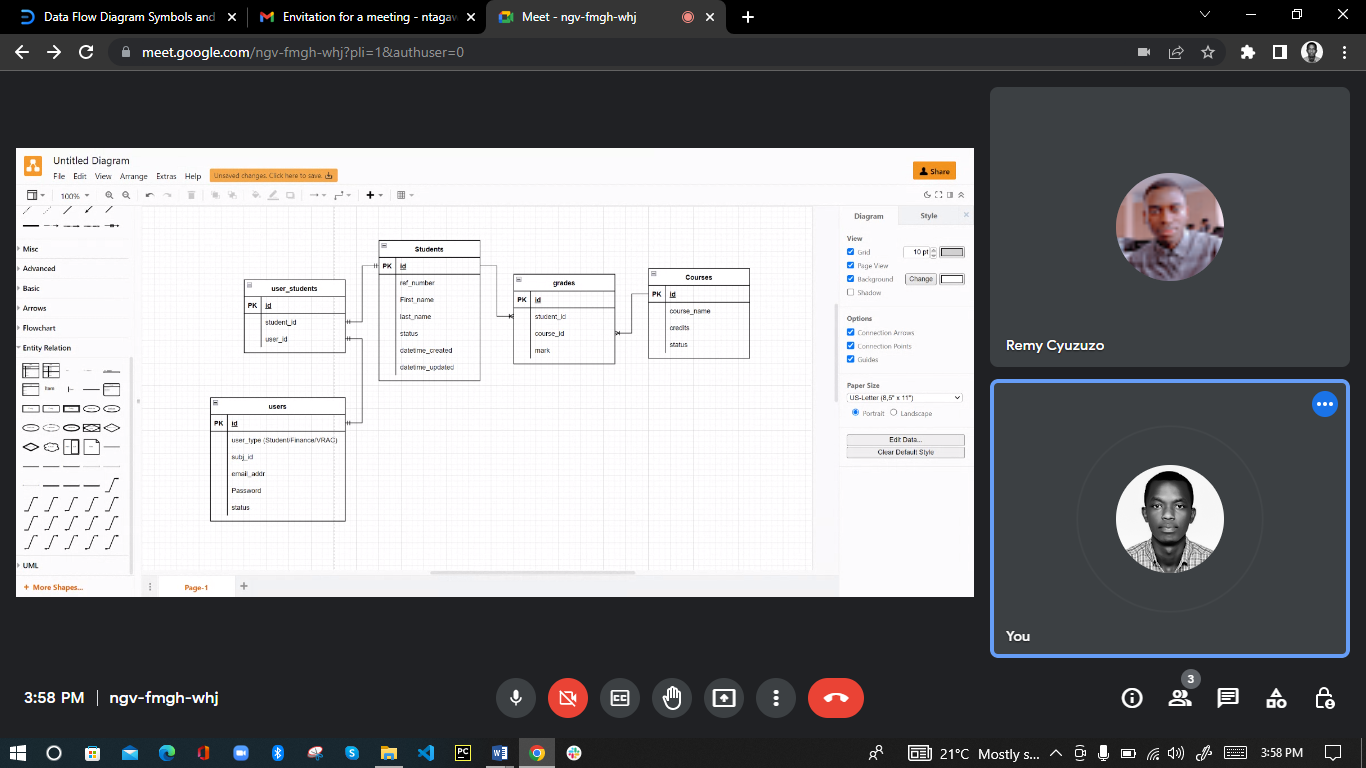 Data Flow Diagram Symbols and
Envitation for a meeting - ntagaw
Meet - ngv-fmgh-whj
meet.google.com/ngv-fmgh-whj?pli=1&authuser=0
Untitled Diagram
File Edit View Arrange Extras Help
Unsaved changes. Click here to save.
Share
100%
Misc
Advanced
Basic
Arrows
Flowchart
Entity Relation
UML
+ More Shapes...
user_students
PK id
student_id
user_id
users
PK id
user_type (Student/Finance/VRAC)
subj_id
email_addr
Password
status
Students
PK id
ref_number
First_name
last_name
status
datetime_created
datetime_updated
grades
PK id
student_id
course_id
mark
Courses
PK id
course_name
credits
status
Page-1
Diagram Style
View
Grid 10 pt
Page View
Background Change
Shadow
Options
Connection Arrows
Connection Points
Guides
Paper Size
US-Letter (8,5" x 11")
Portrait Landscape
Edit Data...
Clear Default Style
Remy Cyuzuzo
You
3:58 PM | ngv-fmgh-whj
3
21°C Mostly s...
3:58 PM